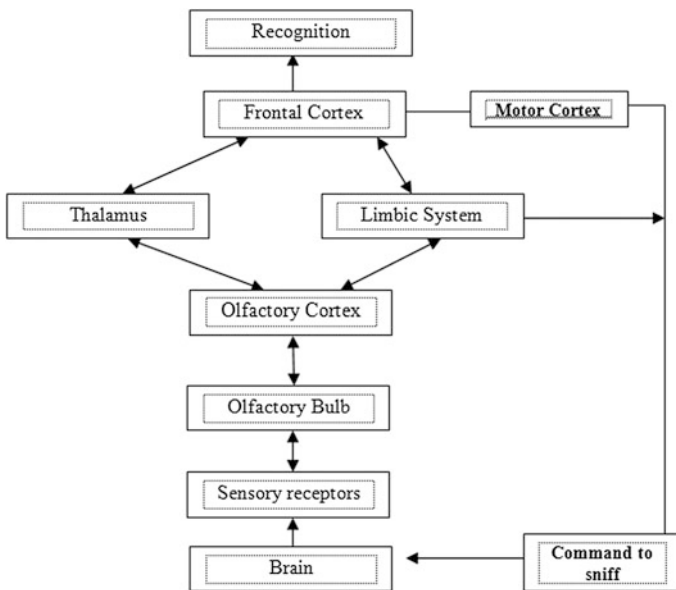 Recognition
Frontal Cortex
Motor Cortex
Thalamus
Limbic System
Olfactory Cortex
Olfactory Bulb
Sensory receptors
Brain
Command to
sniff